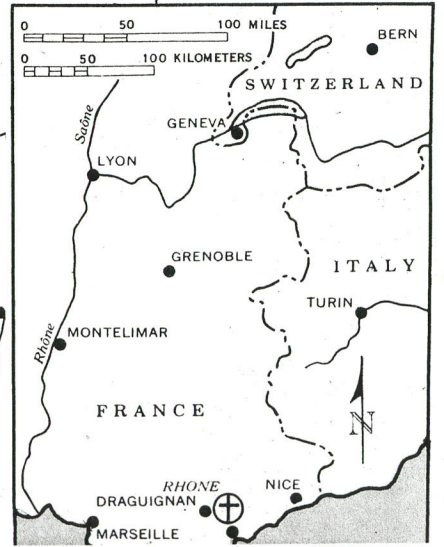 0 50 100 MILES
0 50 100 KILOMETERS
BERN
SWITZERLAND
GENEVA
Saône
LYON
GRENOBLE
ITALY
TURIN
Rhône
MONTELIMAR
FRANCE
N
RHONE
DRAGUIGNAN
NICE
MARSEILLE